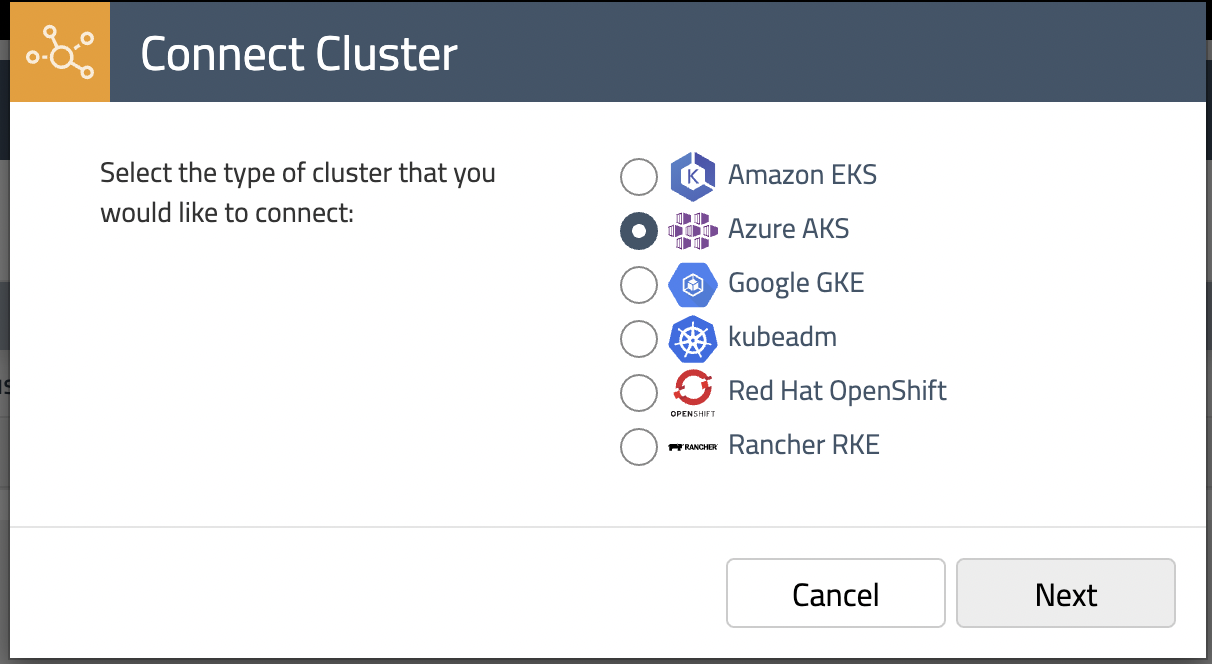 Connect Cluster
Select the type of cluster that you
would like to connect:
K
Amazon EKS
Azure AKS
Google GKE
kubeadm
Red Hat OpenShift
OPENSHIFT
RANCHER
Rancher RKE
Cancel
Next